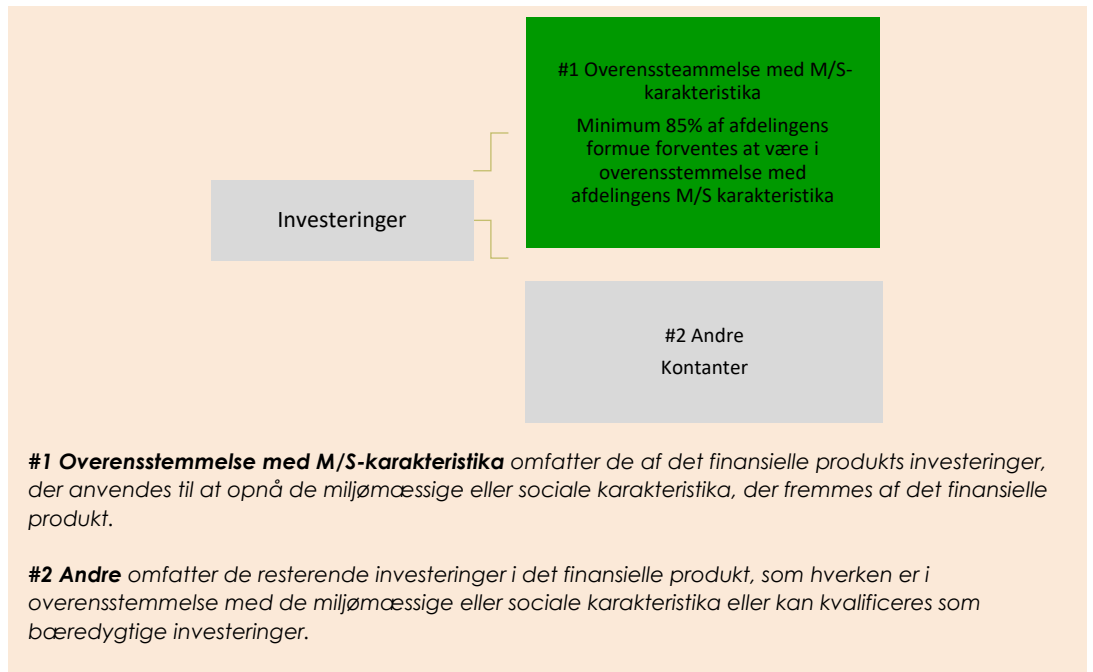 #1 Overenssteammelse med M/S-
karakteristika
Minimum 85% af afdelingens
formue forventes at være i
overensstemmelse med
afdelingens M/S karakteristika
Investeringer
#2 Andre
Kontanter
#1 Overensstemmelse med M/S-karakteristika omfatter de af det finansielle produkts investeringer,
der anvendes til at opnå de miljømæssige eller sociale karakteristika, der fremmes af det finansielle
produkt.
#2 Andre omfatter de resterende investeringer i det finansielle produkt, som hverken er i
overensstemmelse med de miljømæssige eller sociale karakteristika eller kan kvalificeres som
bæredygtige investeringer.